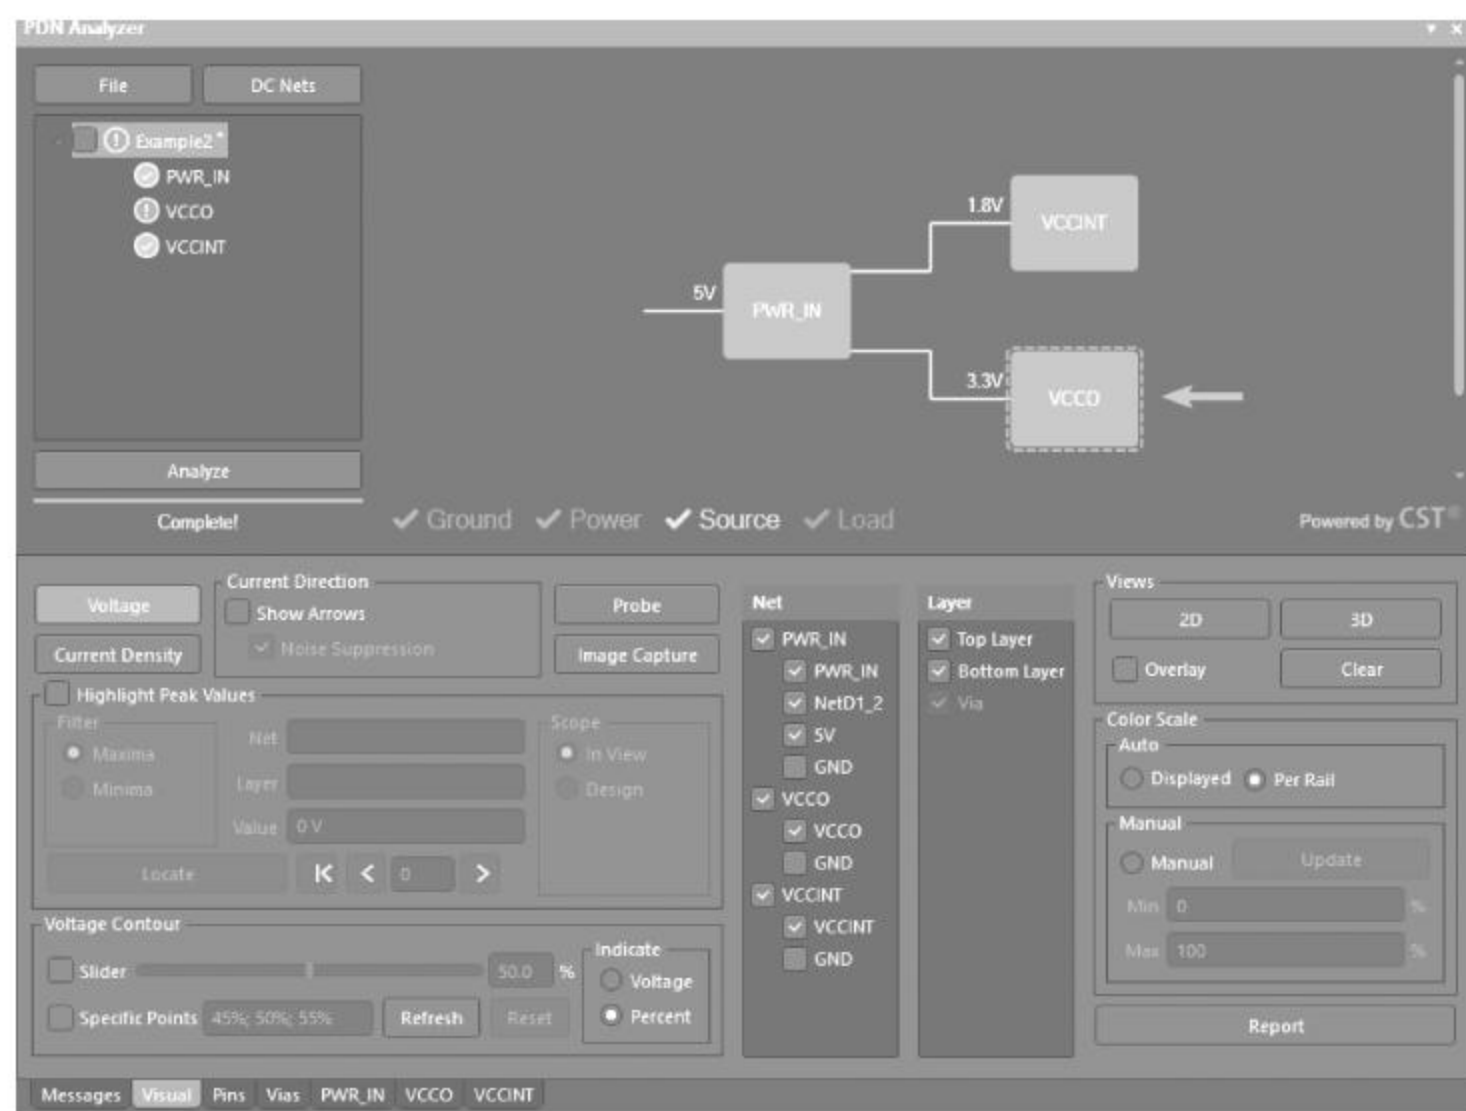 PDN Analyzer
File
DC Nets
Example2 *
PWR_IN
VCCO
VCCINT
Analyze
Complete!
1.8V
VCCINT
5V
PWR_IN
3.3V
VCCO
Ground
Power
Source
Load
Powered by CST®
Voltage
Current Density
Current Direction
Show Arrows
Noise Suppression
Probe
Image Capture
Highlight Peak Values
Filter
Maxima
Minima
Net
Layer
Value
0 V
Scope
In View
Design
Locate
0
Voltage Contour
Slider
50.0
%
Specific Points
45%; 50%; 55%
Refresh
Reset
Indicate
Voltage
Percent
Net
PWR_IN
PWR_IN
NetD1_2
5V
GND
VCCO
VCCO
GND
VCCINT
VCCINT
GND
Layer
Top Layer
Bottom Layer
Via
Views
2D
3D
Overlay
Clear
Color Scale
Auto
Displayed
Per Rail
Manual
Manual
Update
Min
0
%
Max
100
%
Report
Messages
Visual
Pins
Vias
PWR_IN
VCCO
VCCINT